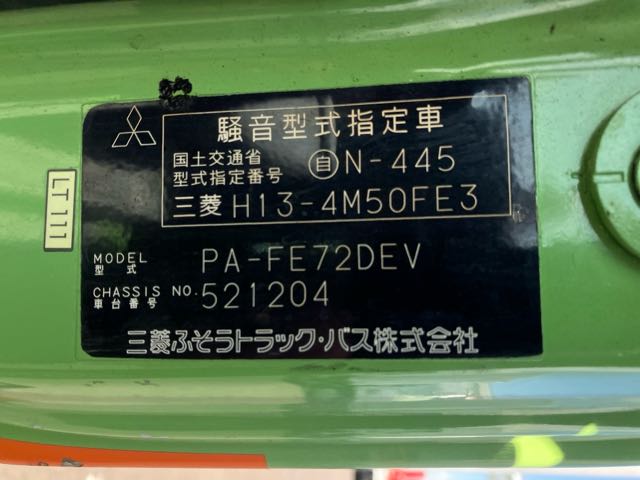 騒音型式指定車
国土交通省
型式指定番号
自N-445
三菱 H13-4M50FE3
LT111
MODEL
型式
PA-FE72DEV
CHASSIS NO.
車台番号
521204
三菱ふそうトラック・バス株式会社